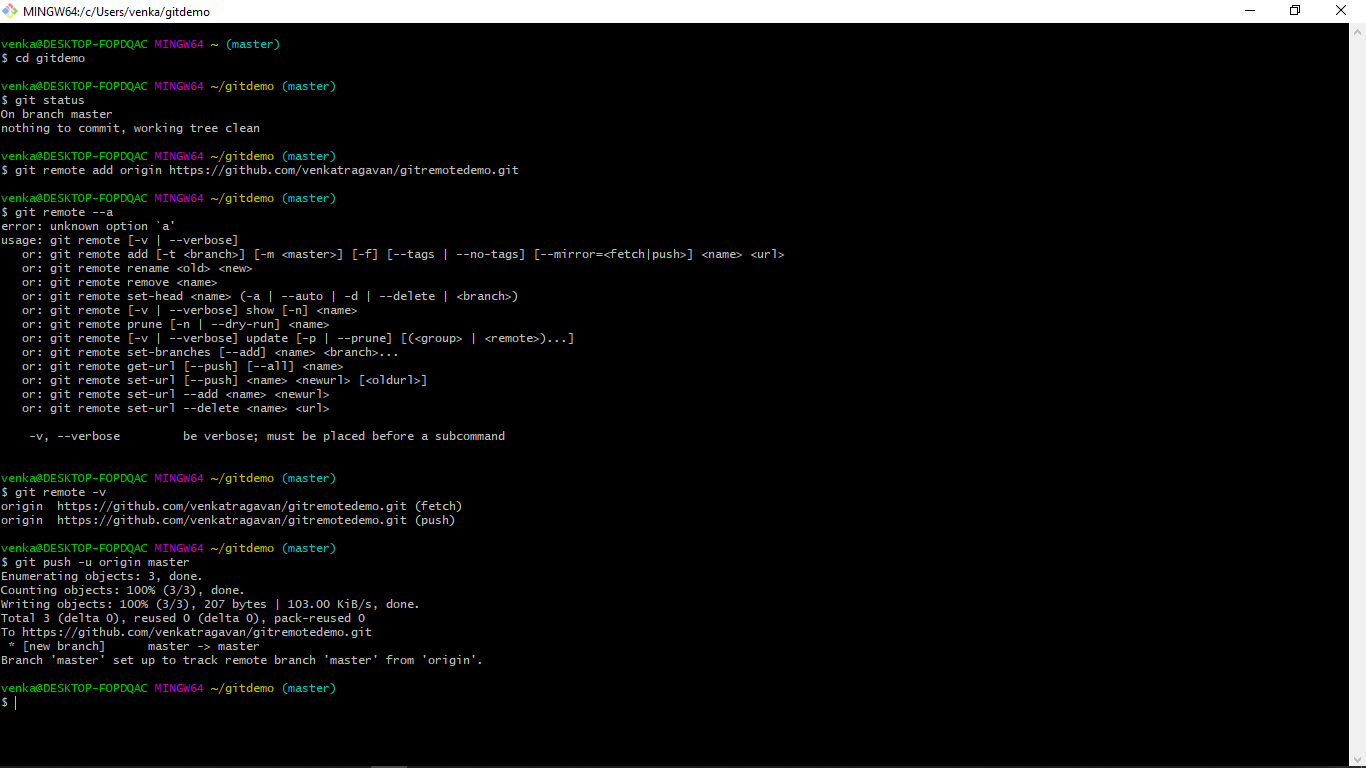 MINGW64:/c/Users/venka/gitdemo
venka@DESKTOP-FOPDQAC MINGW64 ~ (master)
$ cd gitdemo
venka@DESKTOP-FOPDQAC MINGW64 ~/gitdemo (master)
$ git status
On branch master
nothing to commit, working tree clean
venka@DESKTOP-FOPDQAC MINGW64 ~/gitdemo (master)
$ git remote add origin https://github.com/venkatragavan/gitremotedemo.git
venka@DESKTOP-FOPDQAC MINGW64 ~/gitdemo (master)
$ git remote --a
error: unknown option `a'
usage: git remote [-v | --verbose]
   or: git remote add [-t <branch>] [-m <master>] [-f] [--tags | --no-tags] [--mirror=<fetch|push>] <name> <url>
   or: git remote rename <old> <new>
   or: git remote remove <name>
   or: git remote set-head <name> (-a | --auto | -d | --delete | <branch>)
   or: git remote [-v | --verbose] show [-n] <name>
   or: git remote prune [-n | --dry-run] <name>
   or: git remote [-v | --verbose] update [-p | --prune] [(<group> | <remote>)...]
   or: git remote set-branches [--add] <name> <branch>...
   or: git remote get-url [--push] [--all] <name>
   or: git remote set-url [--push] <name> <newurl> [<oldurl>]
   or: git remote set-url --add <name> <newurl>
   or: git remote set-url --delete <name> <url>
    -v, --verbose         be verbose; must be placed before a subcommand
venka@DESKTOP-FOPDQAC MINGW64 ~/gitdemo (master)
$ git remote -v
origin  https://github.com/venkatragavan/gitremotedemo.git (fetch)
origin  https://github.com/venkatragavan/gitremotedemo.git (push)
venka@DESKTOP-FOPDQAC MINGW64 ~/gitdemo (master)
$ git push -u origin master
Enumerating objects: 3, done.
Counting objects: 100% (3/3), done.
Writing objects: 100% (3/3), 207 bytes | 103.00 KiB/s, done.
Total 3 (delta 0), reused 0 (delta 0), pack-reused 0
To https://github.com/venkatragavan/gitremotedemo.git
 * [new branch]      master -> master
Branch 'master' set up to track remote branch 'master' from 'origin'.
venka@DESKTOP-FOPDQAC MINGW64 ~/gitdemo (master)
$